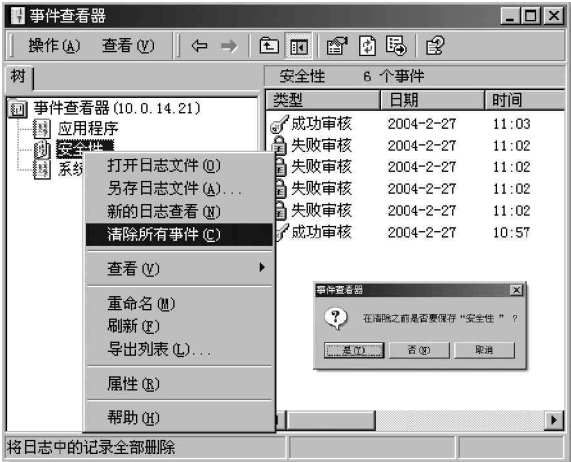 事件查看器
操作(A) 查看(V)
树
安全性 6 个事件
事件查看器(10.0.14.21)
应用程序
安全性
系统
类型 日期 时间
成功审核 2004-2-27 11:03
失败审核 2004-2-27 11:02
失败审核 2004-2-27 11:02
失败审核 2004-2-27 11:02
失败审核 2004-2-27 11:02
成功审核 2004-2-27 10:57
打开日志文件(O)
另存日志文件(A)...
新的日志查看(N)
清除所有事件(C)
查看(V)
重命名(M)
刷新(F)
导出列表(L)...
属性(R)
帮助(H)
事件查看器
在清除之前是否要保存“安全性 ” ?
是(Y) 否(N) 取消
将日志中的记录全部删除